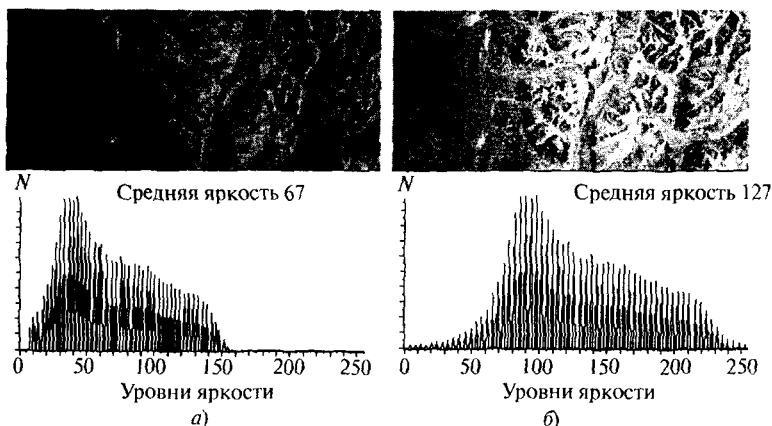 Средняя яркость 67
Средняя яркость 127
N
N
0 50 100 150 200 250
0 50 100 150 200 250
Уровни яркости
Уровни яркости
а)
б)